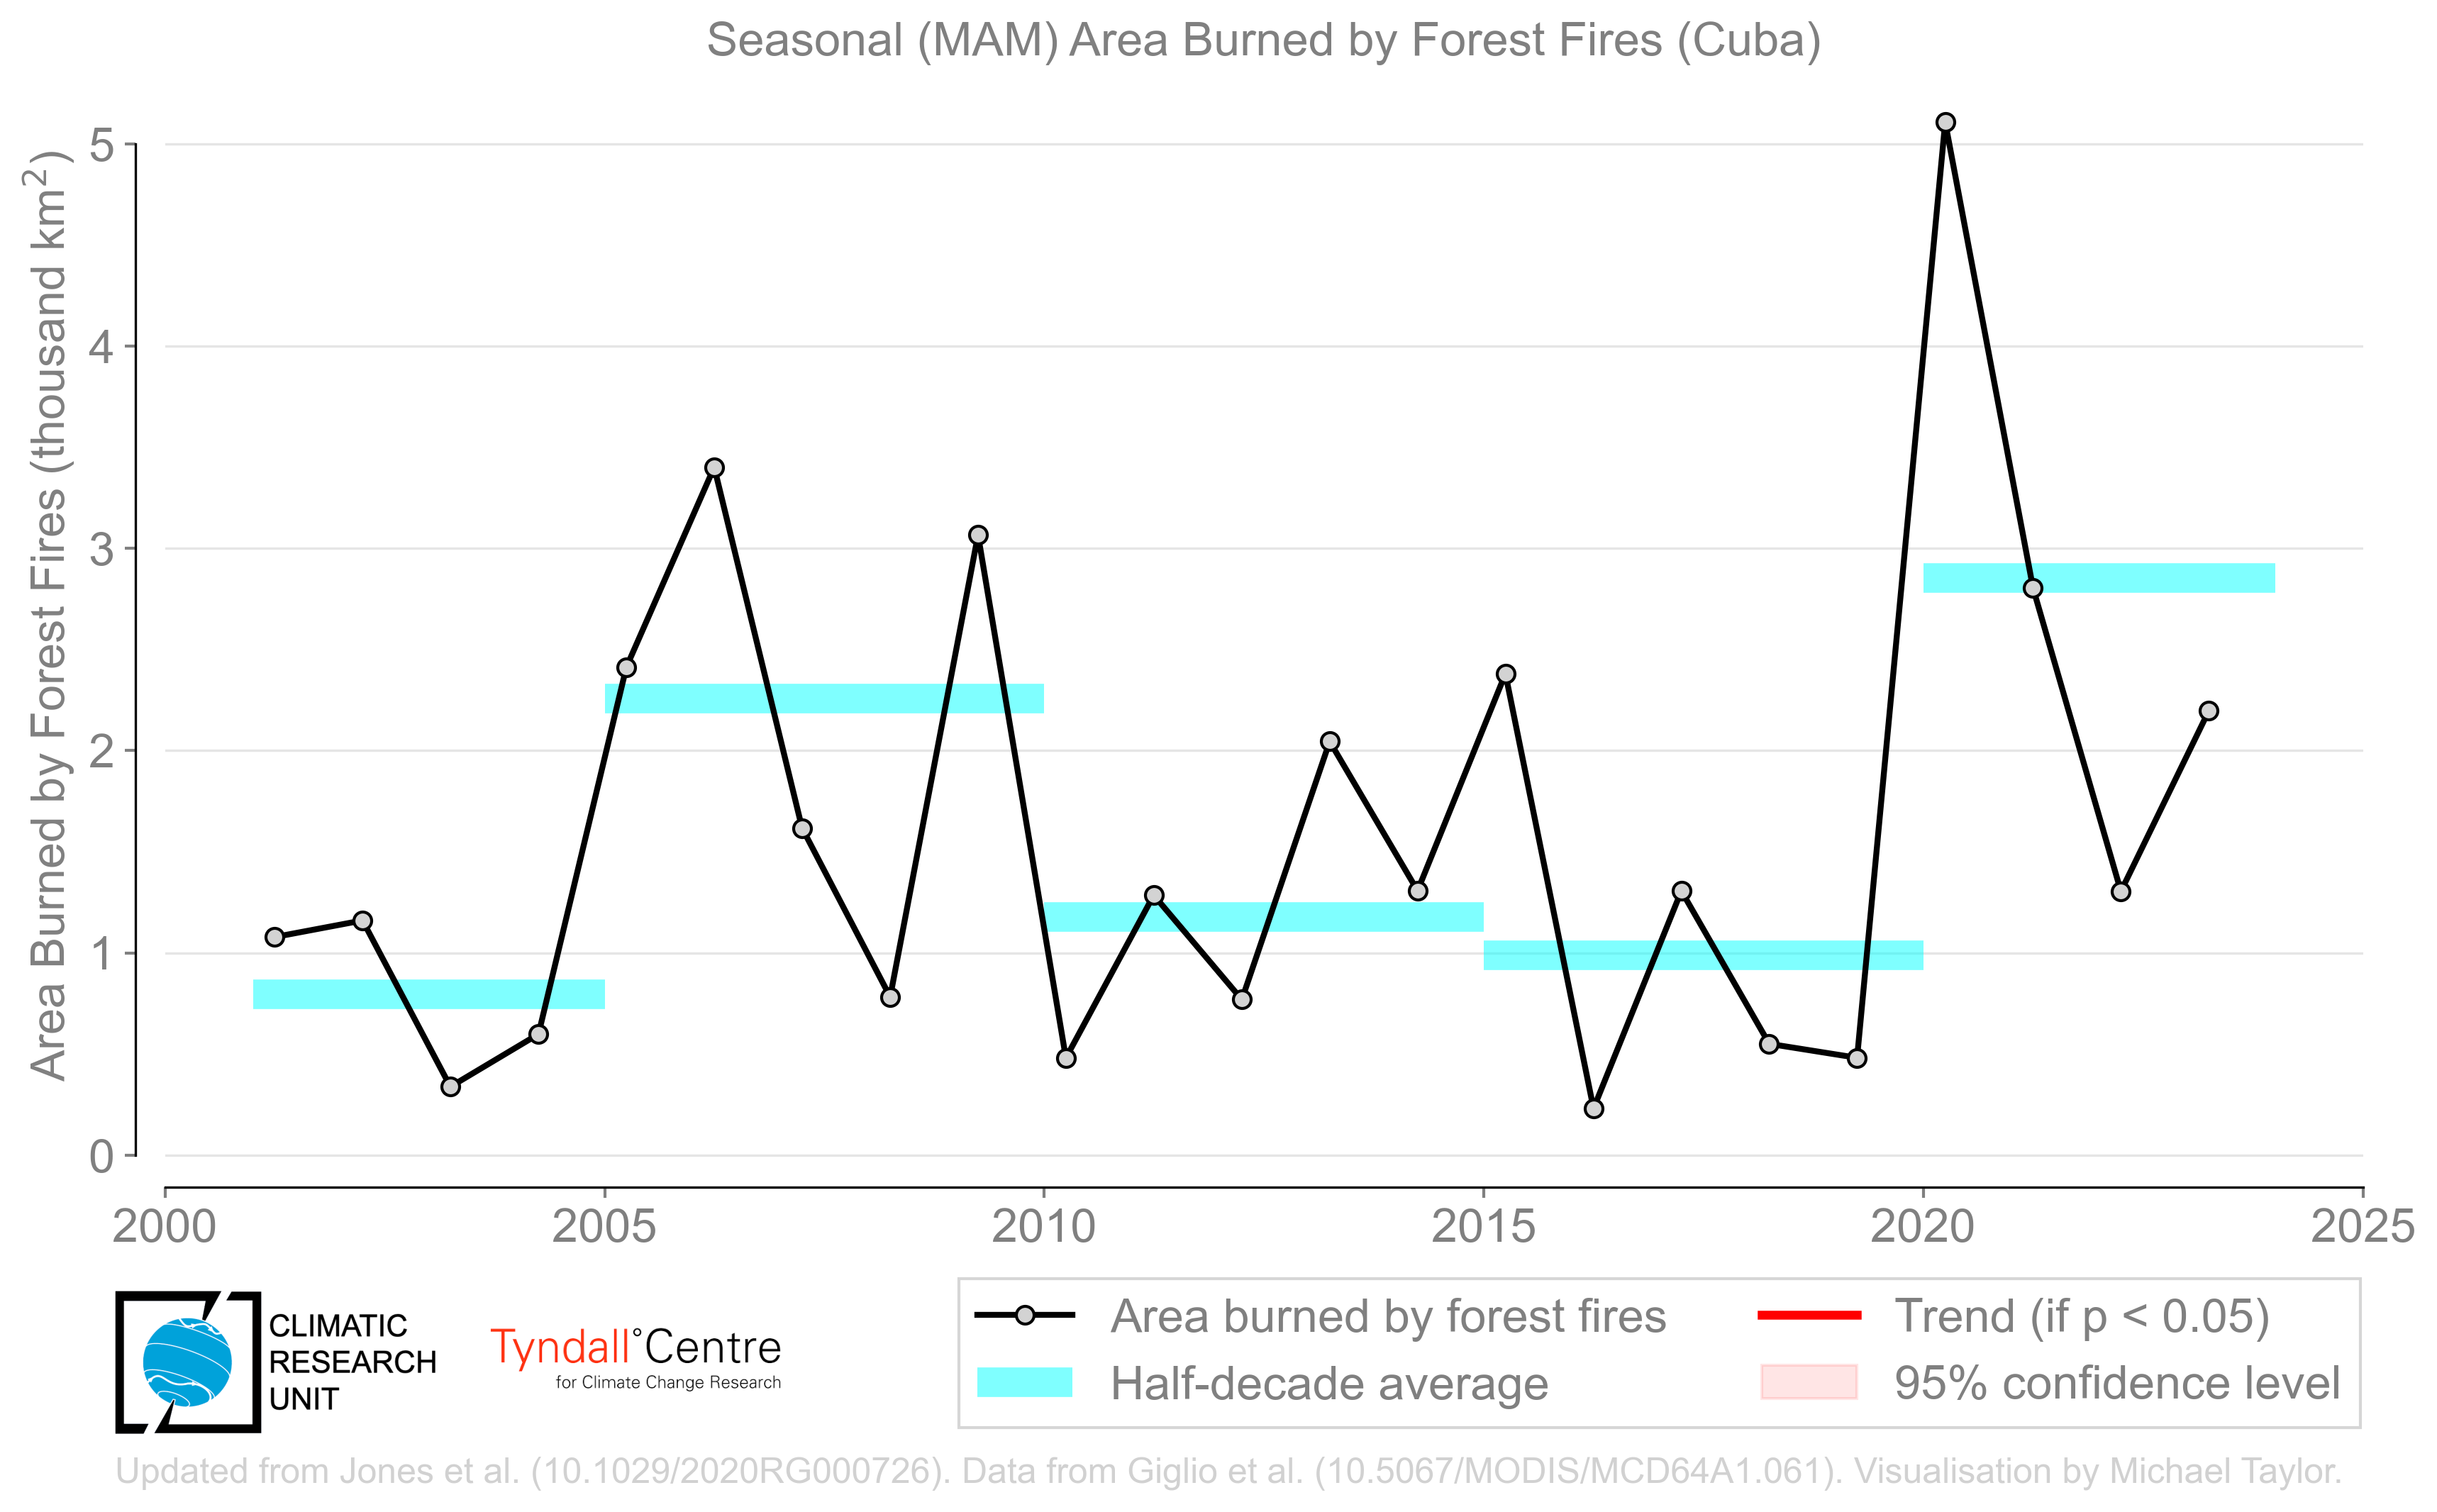 Seasonal (MAM) Area Burned by Forest Fires (Cuba)
Area Burned by Forest Fires (thousand km²)
5
4
3
2
1
0
2000 2005 2010 2015 2020 2025
CLIMATIC
RESEARCH
UNIT
Tyndall°Centre
for Climate Change Research
Area burned by forest fires
Half-decade average
Trend (if p < 0.05)
95% confidence level
Updated from Jones et al. (10.1029/2020RG000726). Data from Giglio et al. (10.5067/MODIS/MCD64A1.061). Visualisation by Michael Taylor.